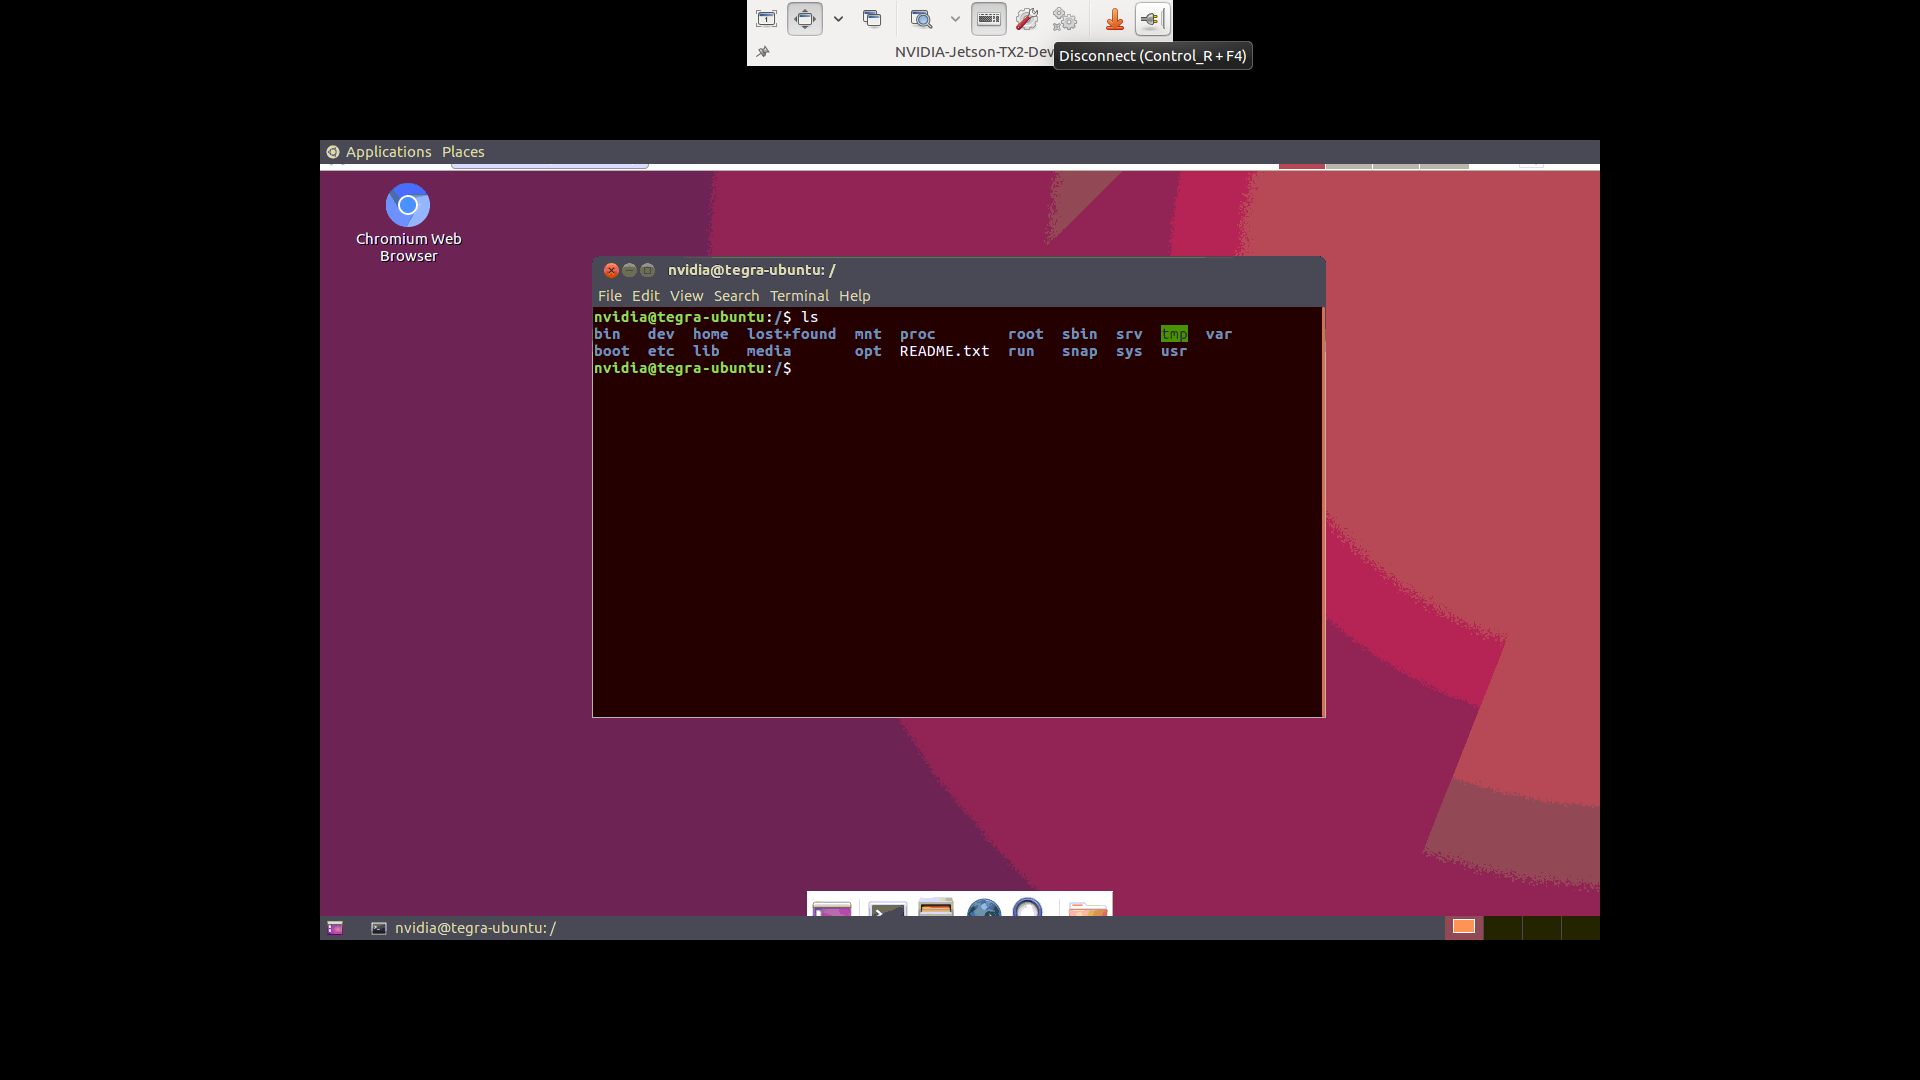 NVIDIA-Jetson-TX2-Dev
Disconnect (Control_R + F4)
Applications Places
Chromium Web
Browser
nvidia@tegra-ubuntu: /
File Edit View Search Terminal Help
nvidia@tegra-ubuntu:/$ ls
bin dev home lost+found mnt proc root sbin srv tmp var
boot etc lib media opt README.txt run snap sys usr
nvidia@tegra-ubuntu:/$
nvidia@tegra-ubuntu: /